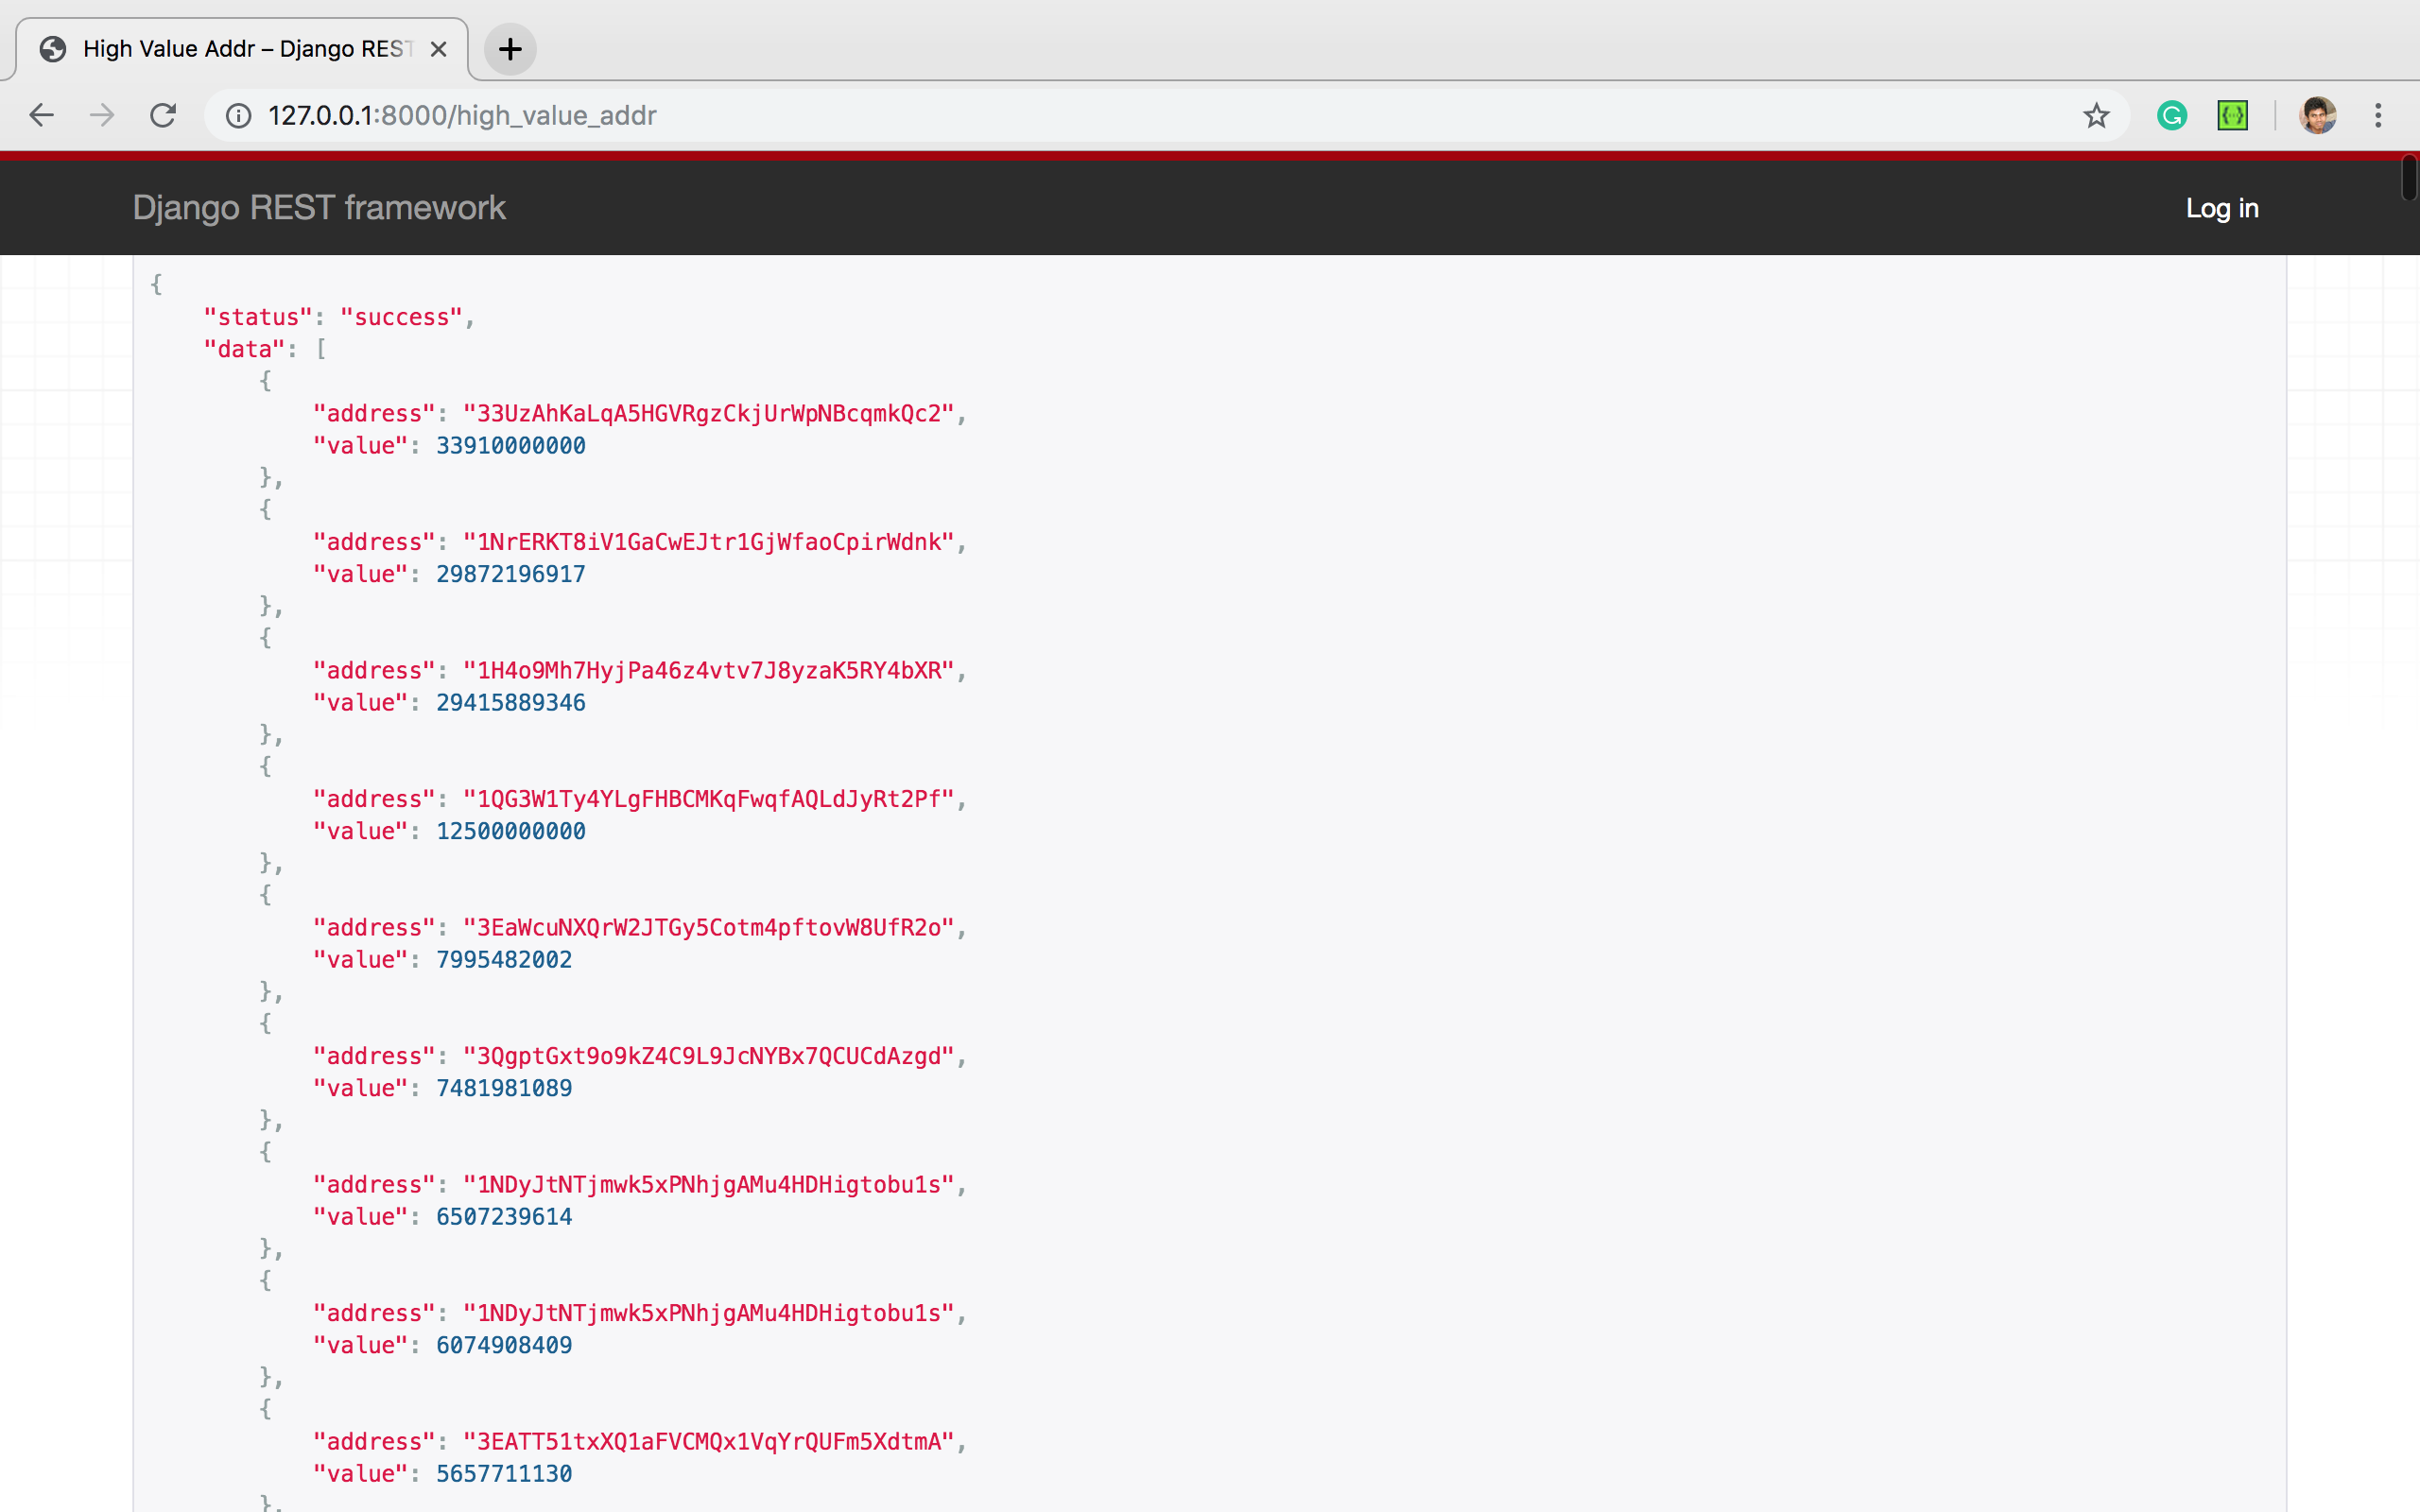 High Value Addr – Django REST
127.0.0.1:8000/high_value_addr
Django REST framework
Log in
{
"status": "success",
"data": [
{
"address": "33UzAhKaLqA5HGVRgzCkjUrWpNBcqmkQc2",
"value": 33910000000
},
{
"address": "1NrERKT8iV1GaCwEJtr1GjWfaoCpirWdnk",
"value": 29872196917
},
{
"address": "1H4o9Mh7HyjPa46z4vtv7J8yzaK5RY4bXR",
"value": 29415889346
},
{
"address": "1QG3W1Ty4YLgFHBCMKqFwqfAQLdJyRt2Pf",
"value": 12500000000
},
{
"address": "3EaWcuNXQrW2JTGy5Cotm4pftovW8UfR2o",
"value": 7995482002
},
{
"address": "3QgptGxt9o9kZ4C9L9JcNYBx7QCUCdAzgd",
"value": 7481981089
},
{
"address": "1NDyJtNTjmwk5xPNhjgAMu4HDHigtobu1s",
"value": 6507239614
},
{
"address": "1NDyJtNTjmwk5xPNhjgAMu4HDHigtobu1s",
"value": 6074908409
},
{
"address": "3EATT51txXQ1aFVCMQx1VqYrQUFm5XdtmA",
"value": 5657711130
},